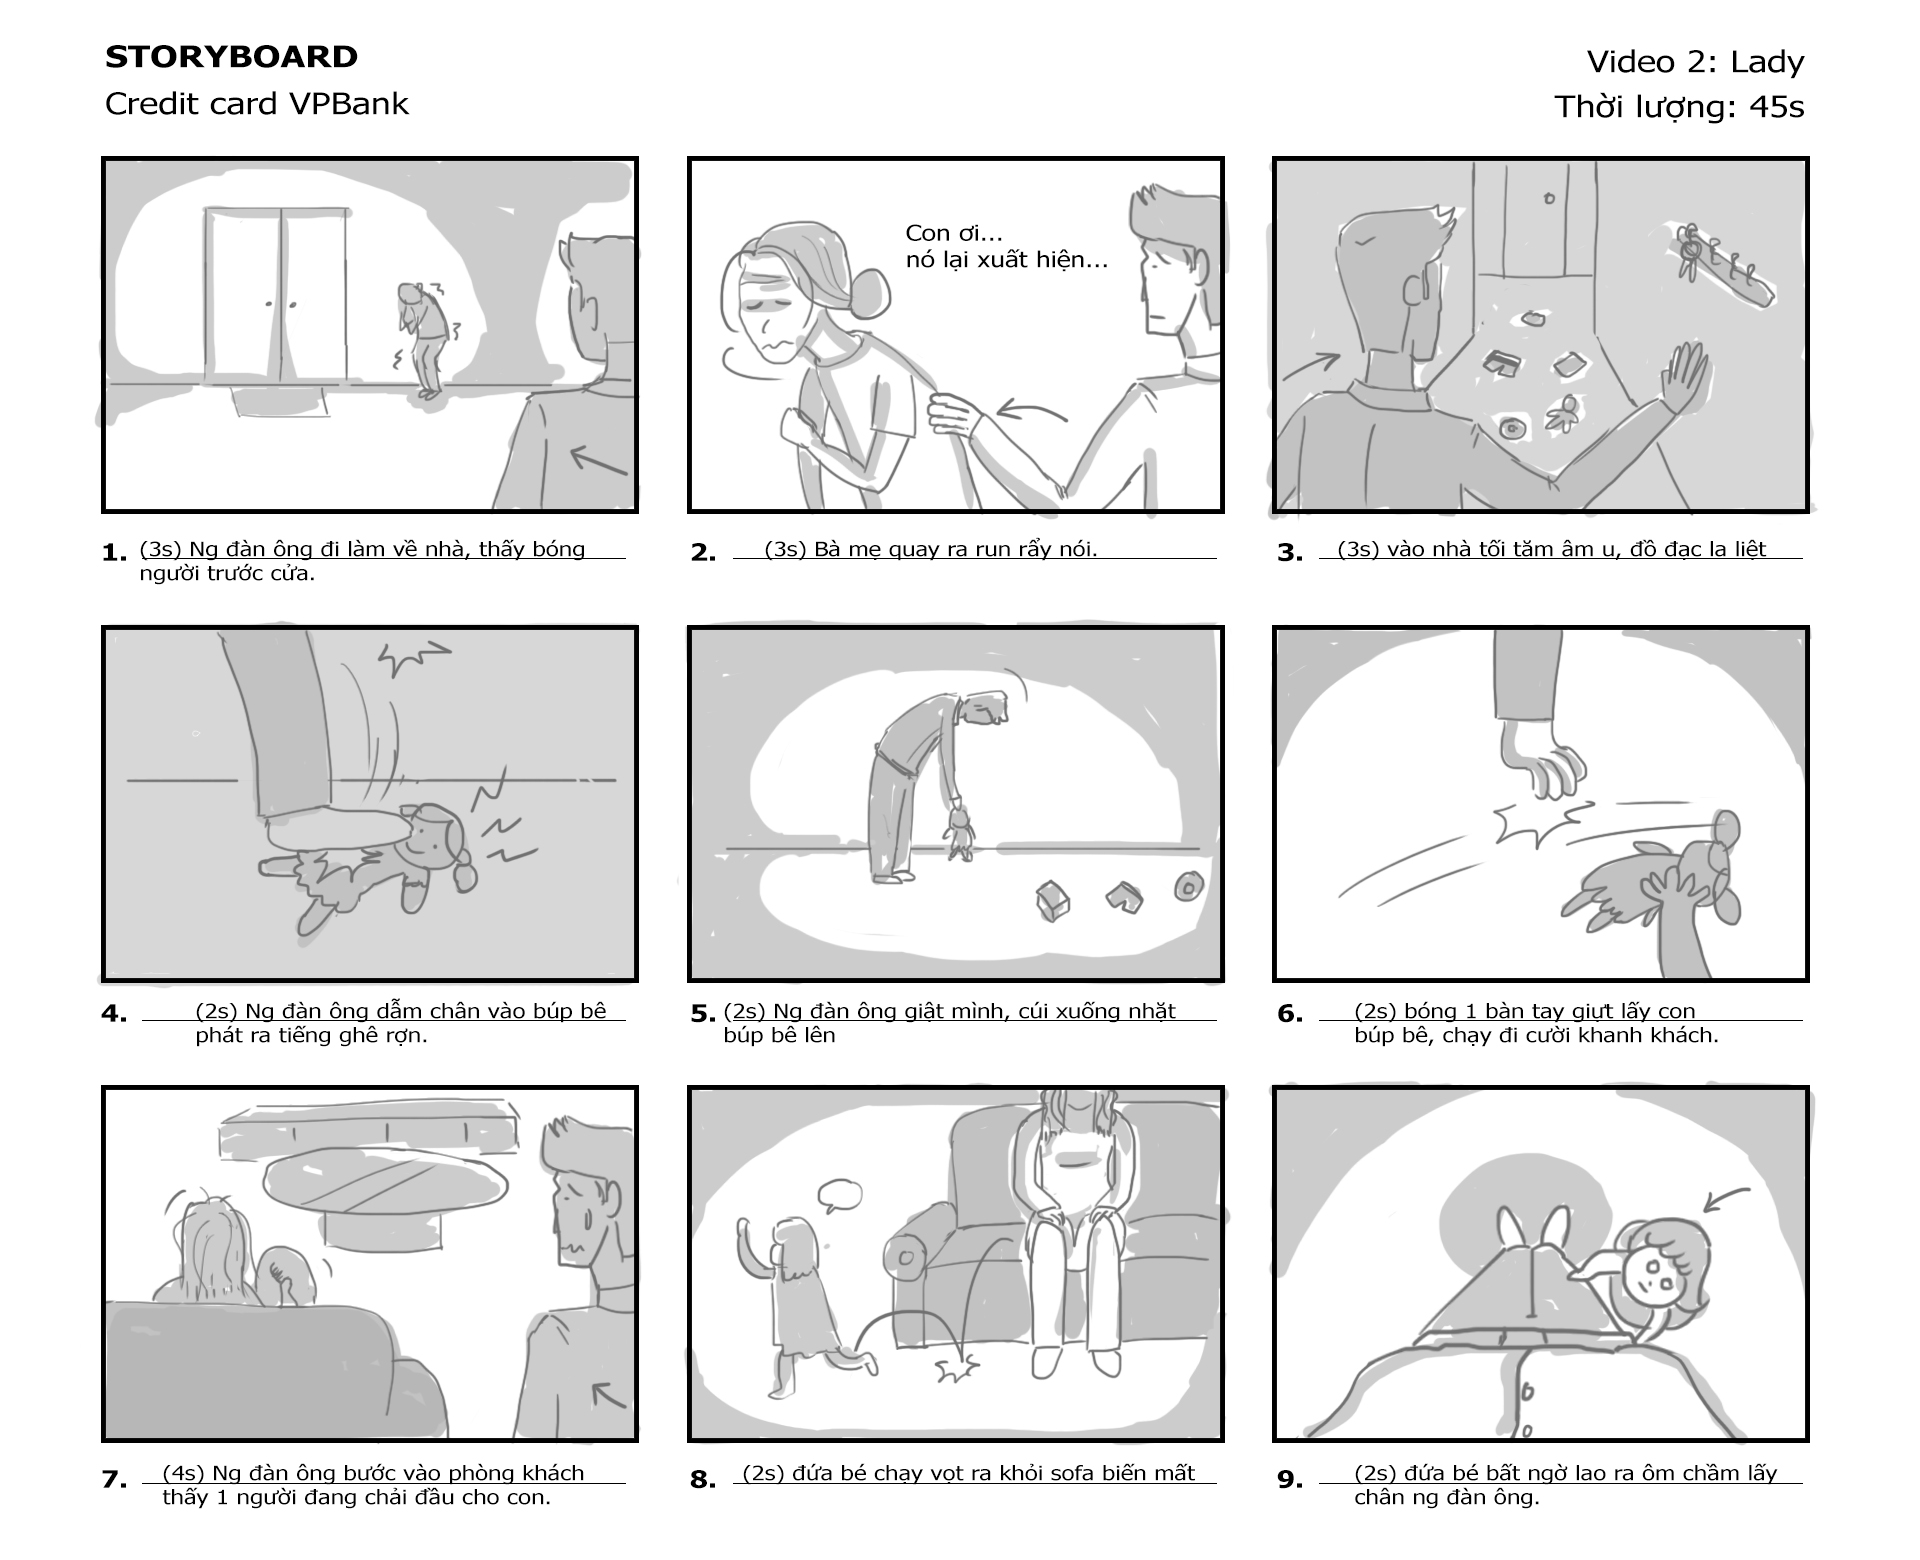 STORYBOARD
Credit card VPBank
Video 2: Lady
Thời lượng: 45s
Con ơi...
nó lại xuất hiện...
1. (3s) Ng đàn ông đi làm về nhà, thấy bóng
người trước cửa.
2. (3s) Bà mẹ quay ra run rẩy nói.
3. (3s) vào nhà tối tăm âm u, đồ đạc la liệt
4. (2s) Ng đàn ông dẫm chân vào búp bê
phát ra tiếng ghê rợn.
5. (2s) Ng đàn ông giật mình, cúi xuống nhặt
búp bê lên
6. (2s) bóng 1 bàn tay giựt lấy con
búp bê, chạy đi cười khanh khách.
7. (4s) Ng đàn ông bước vào phòng khách
thấy 1 người đang chải đầu cho con.
8. (2s) đứa bé chạy vọt ra khỏi sofa biến mất
9. (2s) đứa bé bất ngờ lao ra ôm chầm lấy
chân ng đàn ông.